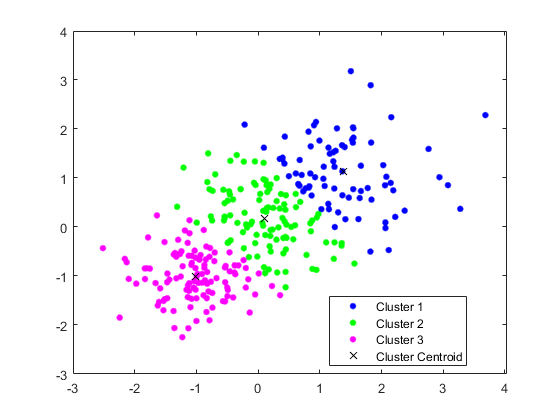 4
3
2
1
0
-1
-2
-3
Cluster 1
Cluster 2
Cluster 3
Cluster Centroid
-3 -2 -1 0 1 2 3 4